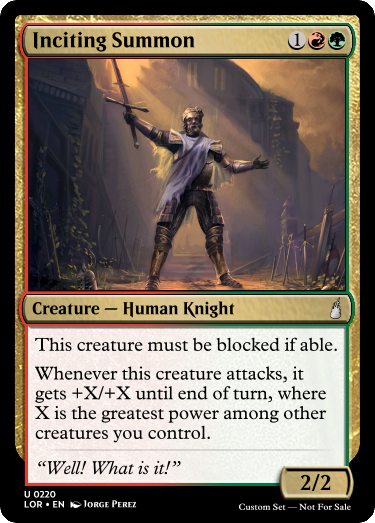 Inciting Summon 1
Creature — Human Knight
This creature must be blocked if able.
Whenever this creature attacks, it
gets +X/+X until end of turn, where
X is the greatest power among other
creatures you control.
“Well! What is it!”
2/2
U 0220
LOR • EN Jorge Perez
Custom Set — Not For Sale